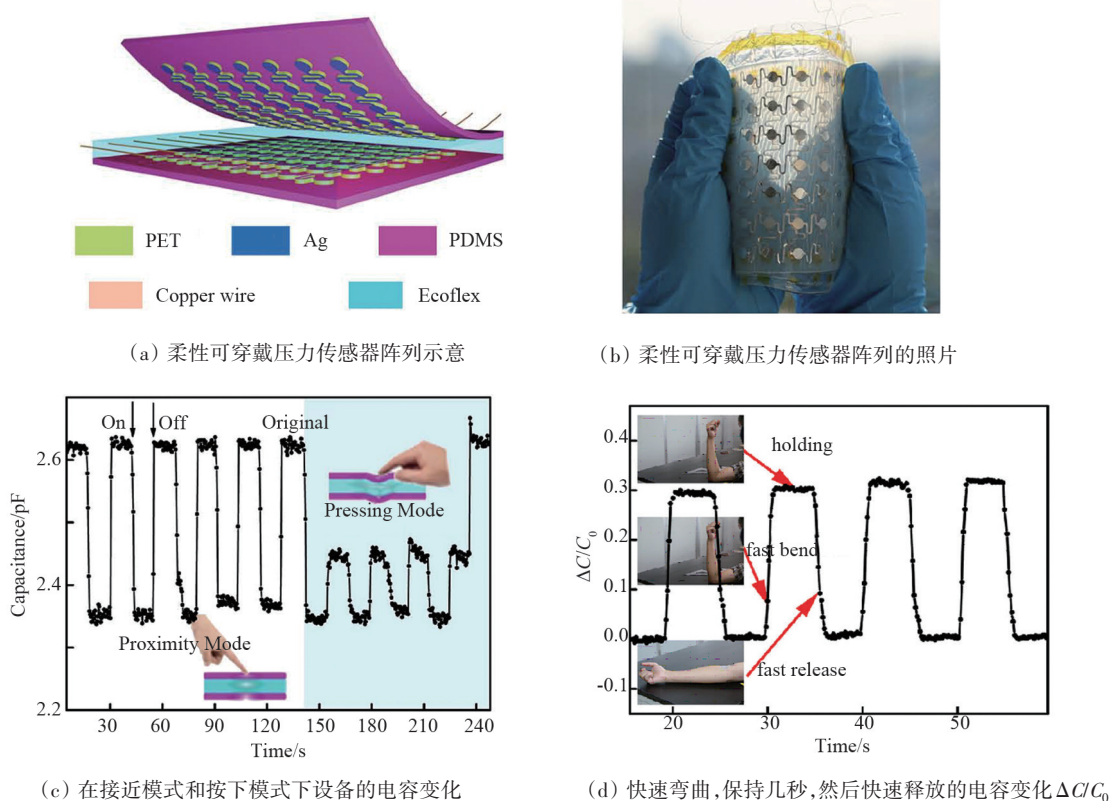 PET
Ag
PDMS
Copper wire
Ecoflex
(a) 柔性可穿戴压力传感器阵列示意
(b) 柔性可穿戴压力传感器阵列的照片
On
Off
Original
Pressing Mode
Proximity Mode
2.6
2.4
2.2
Capacitance/pF
30 60 90 120 150 180 210 240
Time/s
(c) 在接近模式和按下模式下设备的电容变化
holding
fast bend
fast release
0.4
0.3
0.2
0.1
0.0
-0.1
ΔC/C₀
20 30 40 50
Time/s
(d) 快速弯曲,保持几秒,然后快速释放的电容变化ΔC/C₀